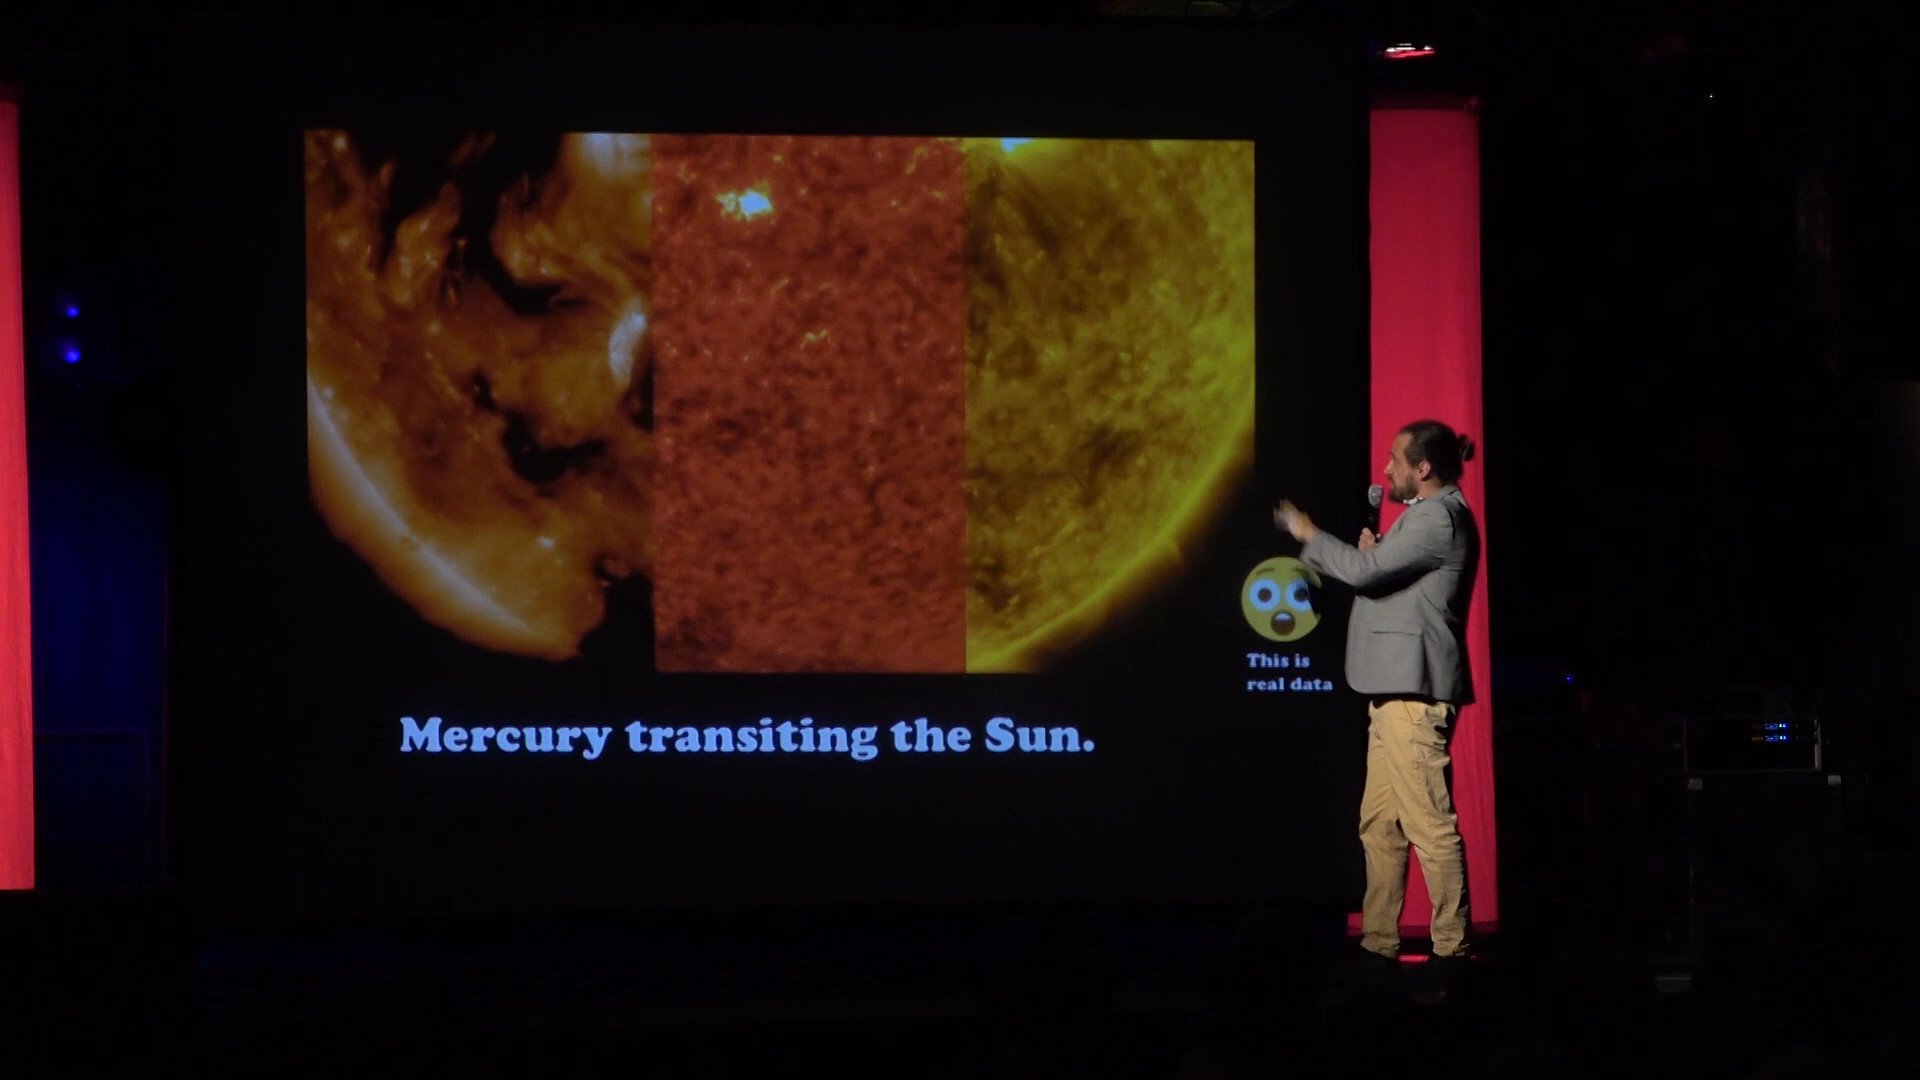 This is
real data
Mercury transiting the Sun.